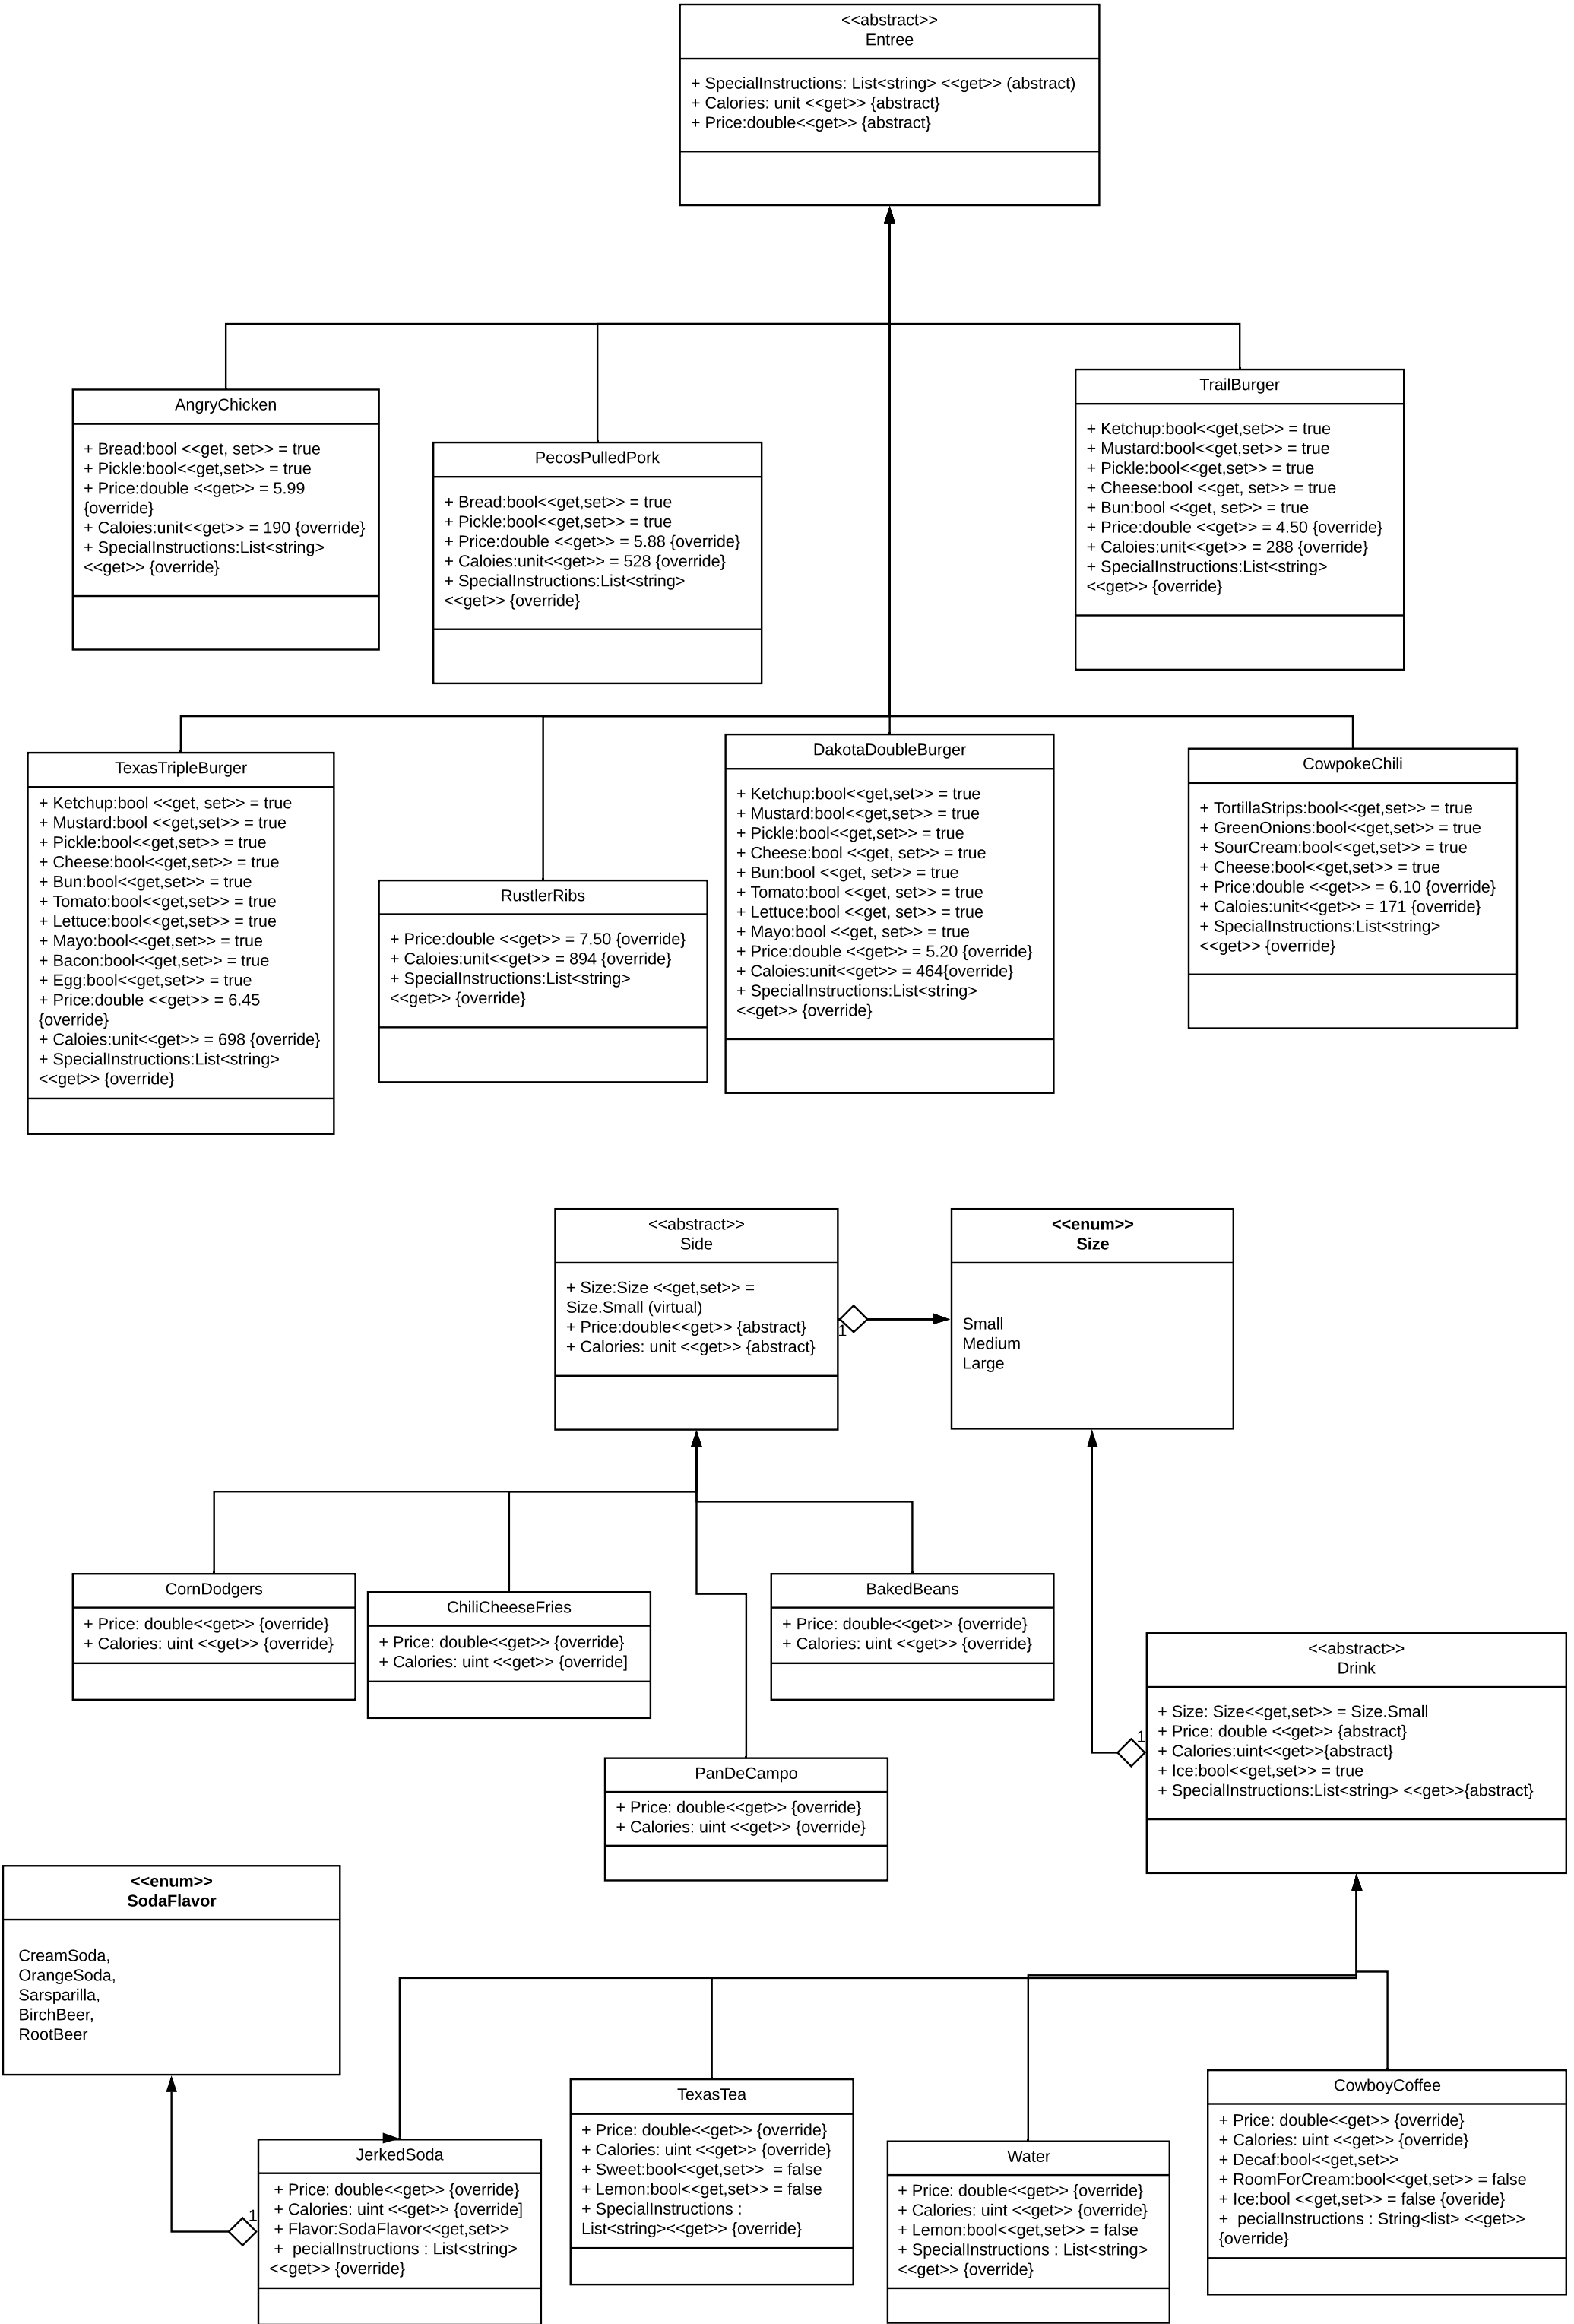 <<abstract>>
Entree
+ SpecialInstructions: List<string> <<get>> (abstract)
+ Calories: unit <<get>> {abstract}
+ Price:double<<get>> {abstract}
AngryChicken
+ Bread:bool <<get, set>> = true
+ Pickle:bool<<get,set>> = true
+ Price:double <<get>> = 5.99
{override}
+ Caloies:unit<<get>> = 190 {override}
+ SpecialInstructions:List<string>
<<get>> {override}
PecosPulledPork
+ Bread:bool<<get,set>> = true
+ Pickle:bool<<get,set>> = true
+ Price:double <<get>> = 5.88 {override}
+ Caloies:unit<<get>> = 528 {override}
+ SpecialInstructions:List<string>
<<get>> {override}
TrailBurger
+ Ketchup:bool<<get,set>> = true
+ Mustard:bool<<get,set>> = true
+ Pickle:bool<<get,set>> = true
+ Cheese:bool <<get, set>> = true
+ Bun:bool <<get, set>> = true
+ Price:double <<get>> = 4.50 {override}
+ Caloies:unit<<get>> = 288 {override}
+ SpecialInstructions:List<string>
<<get>> {override}
TexasTripleBurger
+ Ketchup:bool <<get, set>> = true
+ Mustard:bool <<get,set>> = true
+ Pickle:bool<<get,set>> = true
+ Cheese:bool<<get,set>> = true
+ Bun:bool<<get,set>> = true
+ Tomato:bool<<get,set>> = true
+ Lettuce:bool<<get,set>> = true
+ Mayo:bool<<get,set>> = true
+ Bacon:bool<<get,set>> = true
+ Egg:bool<<get,set>> = true
+ Price:double <<get>> = 6.45
{override}
+ Caloies:unit<<get>> = 698 {override}
+ SpecialInstructions:List<string>
<<get>> {override}
RustlerRibs
+ Price:double <<get>> = 7.50 {override}
+ Caloies:unit<<get>> = 894 {override}
+ SpecialInstructions:List<string>
<<get>> {override}
DakotaDoubleBurger
+ Ketchup:bool<<get,set>> = true
+ Mustard:bool<<get,set>> = true
+ Pickle:bool<<get,set>> = true
+ Cheese:bool <<get, set>> = true
+ Bun:bool <<get, set>> = true
+ Tomato:bool <<get, set>> = true
+ Lettuce:bool <<get, set>> = true
+ Mayo:bool <<get, set>> = true
+ Price:double <<get>> = 5.20 {override}
+ Caloies:unit<<get>> = 464{override}
+ SpecialInstructions:List<string>
<<get>> {override}
CowpokeChili
+ TortillaStrips:bool<<get,set>> = true
+ GreenOnions:bool<<get,set>> = true
+ SourCream:bool<<get,set>> = true
+ Cheese:bool<<get,set>> = true
+ Price:double <<get>> = 6.10 {override}
+ Caloies:unit<<get>> = 171 {override}
+ SpecialInstructions:List<string>
<<get>> {override}
<<abstract>>
Side
+ Size:Size <<get,set>> =
Size.Small (virtual)
+ Price:double<<get>> {abstract}
+ Calories: unit <<get>> {abstract}
1
<<enum>>
Size
Small
Medium
Large
CornDodgers
+ Price: double<<get>> {override}
+ Calories: uint <<get>> {override}
ChiliCheeseFries
+ Price: double<<get>> {override}
+ Calories: uint <<get>> {override]
BakedBeans
+ Price: double<<get>> {override}
+ Calories: uint <<get>> {override}
PanDeCampo
+ Price: double<<get>> {override}
+ Calories: uint <<get>> {override}
<<abstract>>
Drink
+ Size: Size<<get,set>> = Size.Small
+ Price: double <<get>> {abstract}
+ Calories:uint<<get>>{abstract}
+ Ice:bool<<get,set>> = true
+ SpecialInstructions:List<string> <<get>>{abstract}
1
<<enum>>
SodaFlavor
CreamSoda,
OrangeSoda,
Sarsparilla,
BirchBeer,
RootBeer
1
JerkedSoda
+ Price: double<<get>> {override}
+ Calories: uint <<get>> {override]
+ Flavor:SodaFlavor<<get,set>>
+  pecialInstructions : List<string>
<<get>> {override}
TexasTea
+ Price: double<<get>> {override}
+ Calories: uint <<get>> {override}
+ Sweet:bool<<get,set>>  = false
+ Lemon:bool<<get,set>> = false
+ SpecialInstructions :
List<string><<get>> {override}
Water
+ Price: double<<get>> {override}
+ Calories: uint <<get>> {override}
+ Lemon:bool<<get,set>> = false
+ SpecialInstructions : List<string>
<<get>> {override}
CowboyCoffee
+ Price: double<<get>> {override}
+ Calories: uint <<get>> {override}
+ Decaf:bool<<get,set>>
+ RoomForCream:bool<<get,set>> = false
+ Ice:bool <<get,set>> = false {overide}
+  pecialInstructions : String<list> <<get>>
{override}